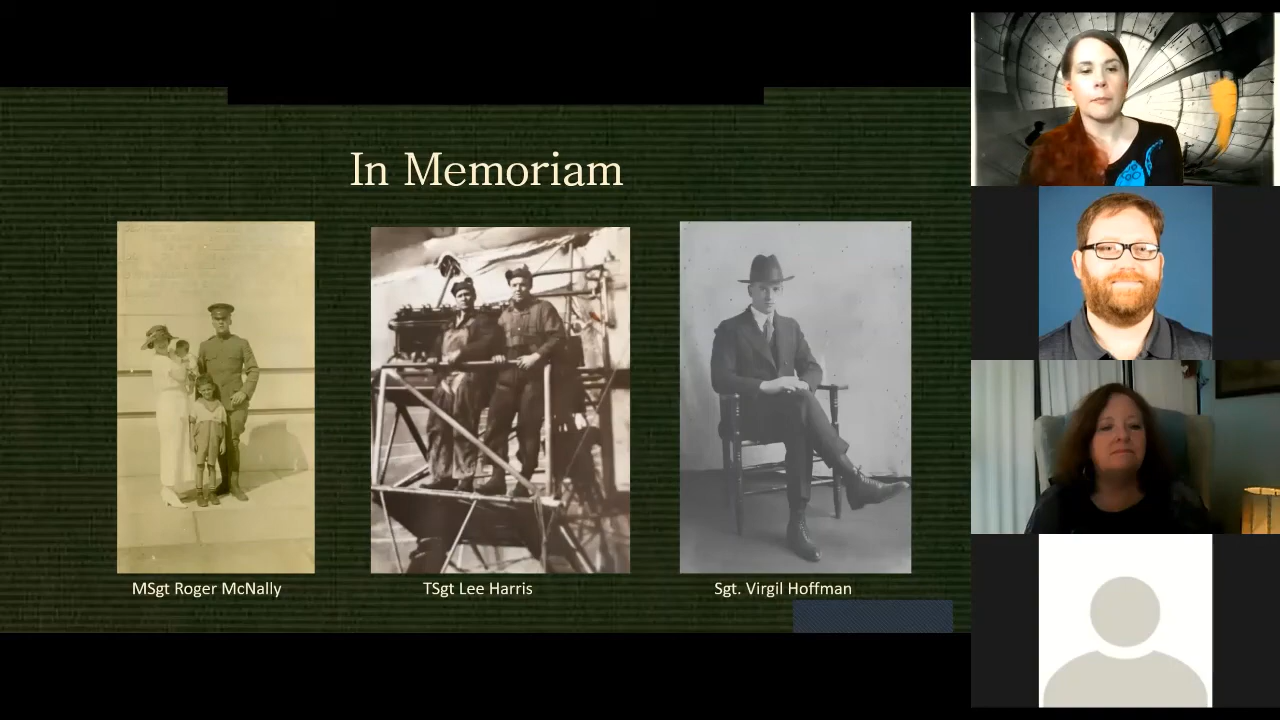 In Memoriam
MSgt Roger McNally
TSgt Lee Harris
Sgt. Virgil Hoffman